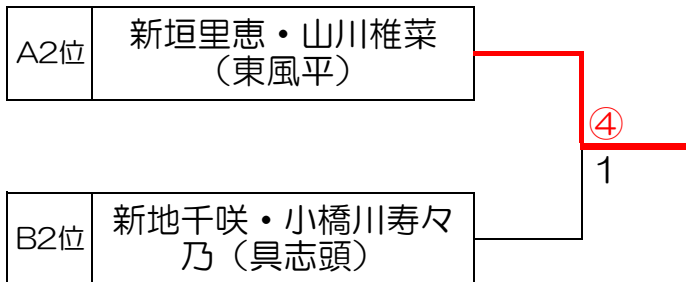 A2位
新垣里恵・山川椎菜
（東風平）
④
1
B2位
新地千咲・小橋川寿々
乃（具志頭）